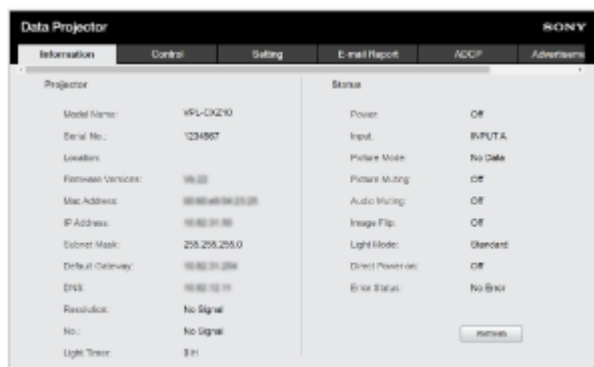 Data Projector
SONY
Information
Control
Setting
E-mail Report
ADCP
Advertiseme
Projector
Model Name:
Serial No.:
1234567
Location:
Firmware Versions:
Mac Address:
IP Address:
Subnet Mask:
255.255.255.0
Default Gateway:
DNS:
Resolution:
No Signal
No.:
No Signal
Light Timer:
Status
Power:
Off
Input:
INPUT A
Picture Mode:
No Data
Picture Muting:
Off
Audio Muting:
Off
Image Flip:
Off
Light Mode:
Standard
Direct Power on:
Off
Error Status:
No Error
Refresh